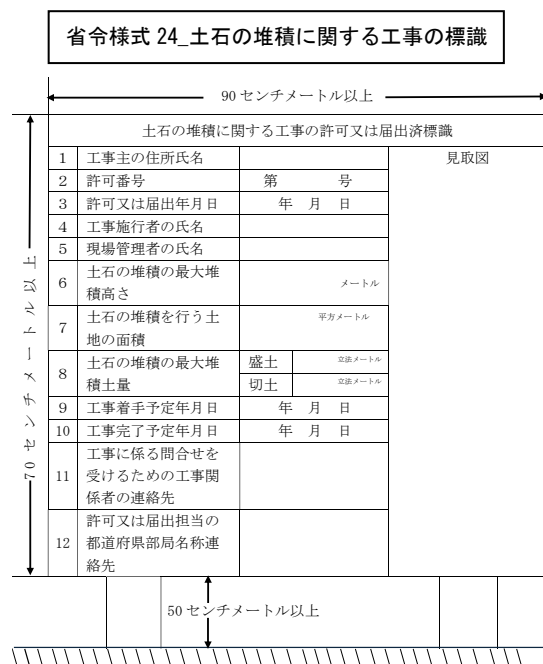 省令様式 24_土石の堆積に関する工事の標識
90 センチメートル以上
土石の堆積に関する工事の許可又は届出済標識
1 工事主の住所氏名 見取図
2 許可番号 第 号
3 許可又は届出年月日 年 月 日
4 工事施行者の氏名
5 現場管理者の氏名
6 土石の堆積の最大堆
積高さ メートル
7 土石の堆積を行う土
地の面積 平方メートル
8 土石の堆積の最大堆
積土量 盛土 立法メートル
切土 立法メートル
9 工事着手予定年月日 年 月 日
10 工事完了予定年月日 年 月 日
11 工事に係る問合せを
受けるための工事関
係者の連絡先
12 許可又は届出担当の
都道府県部局名称連
絡先
70 センチメートル以上
50 センチメートル以上